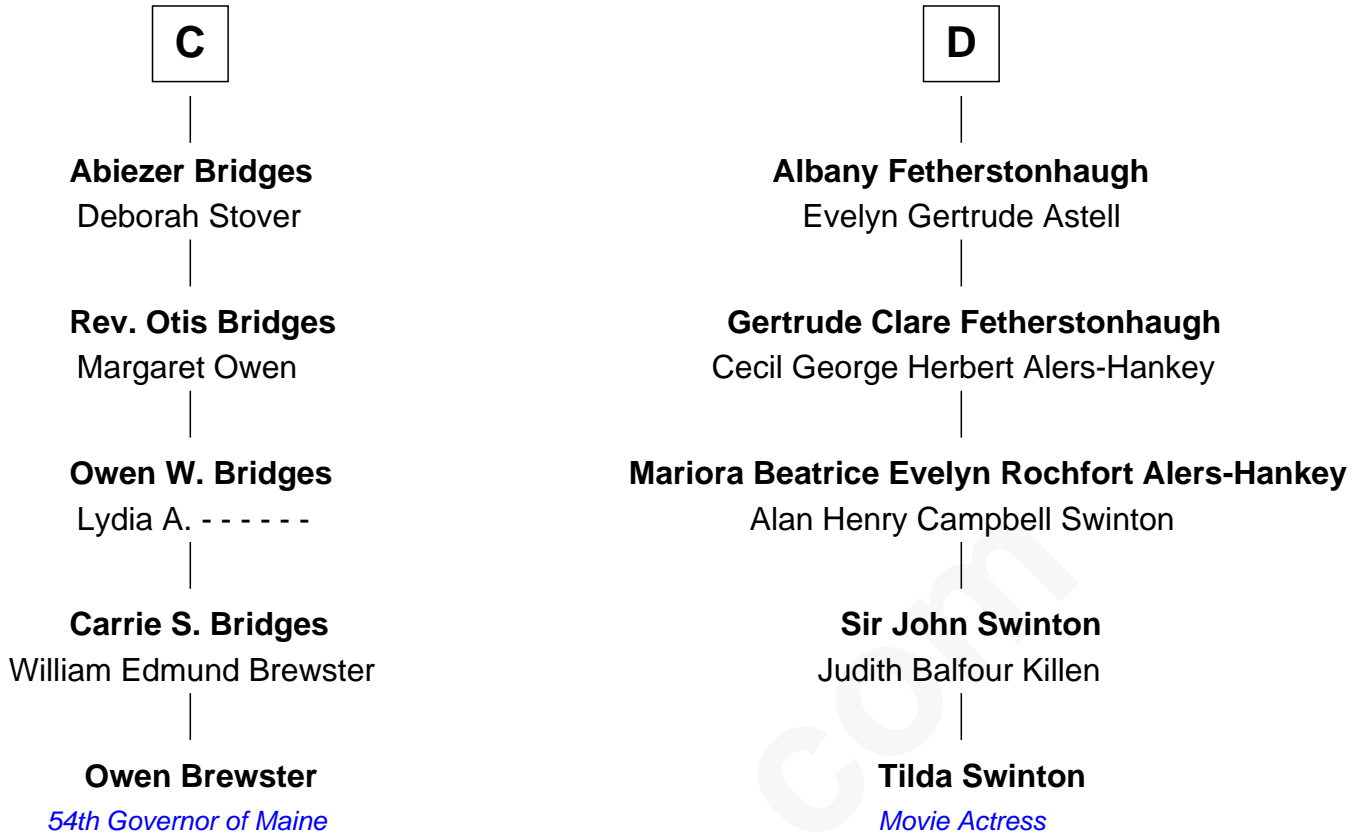 C
Abiezer Bridges
Deborah Stover
Rev. Otis Bridges
Margaret Owen
Owen W. Bridges
Lydia A. - - - - - -
Carrie S. Bridges
William Edmund Brewster
Owen Brewster
54th Governor of Maine
D
Albany Fetherstonhaugh
Evelyn Gertrude Astell
Gertrude Clare Fetherstonhaugh
Cecil George Herbert Alers-Hankey
Mariora Beatrice Evelyn Rochfort Alers-Hankey
Alan Henry Campbell Swinton
Sir John Swinton
Judith Balfour Killen
Tilda Swinton
Movie Actress
com